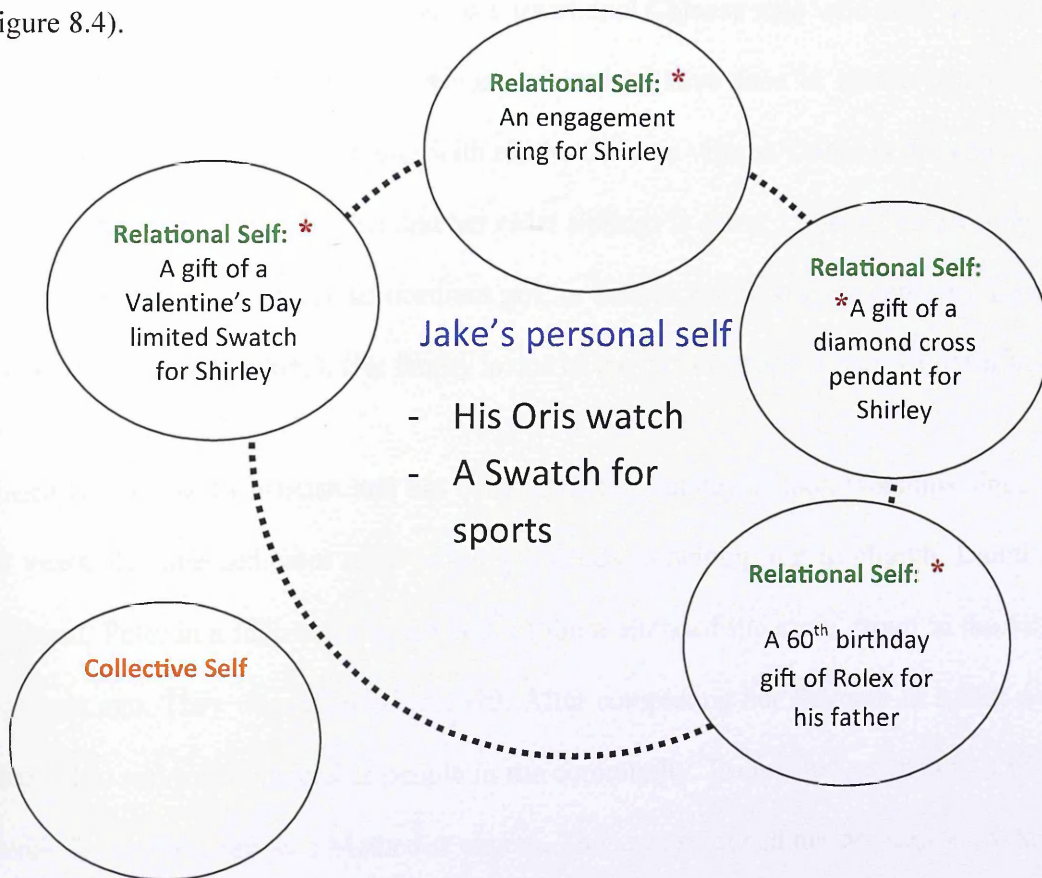 igure 8.4).
Relational Self: *
An engagement
ring for Shirley
Relational Self: *
A gift of a
Valentine's Day
limited Swatch
for Shirley
Relational Self:
*A gift of a
diamond cross
pendant for
Shirley
Jake's personal self
- His Oris watch
- A Swatch for
sports
Relational Self: *
A 60th birthday
gift of Rolex for
his father
Collective Self